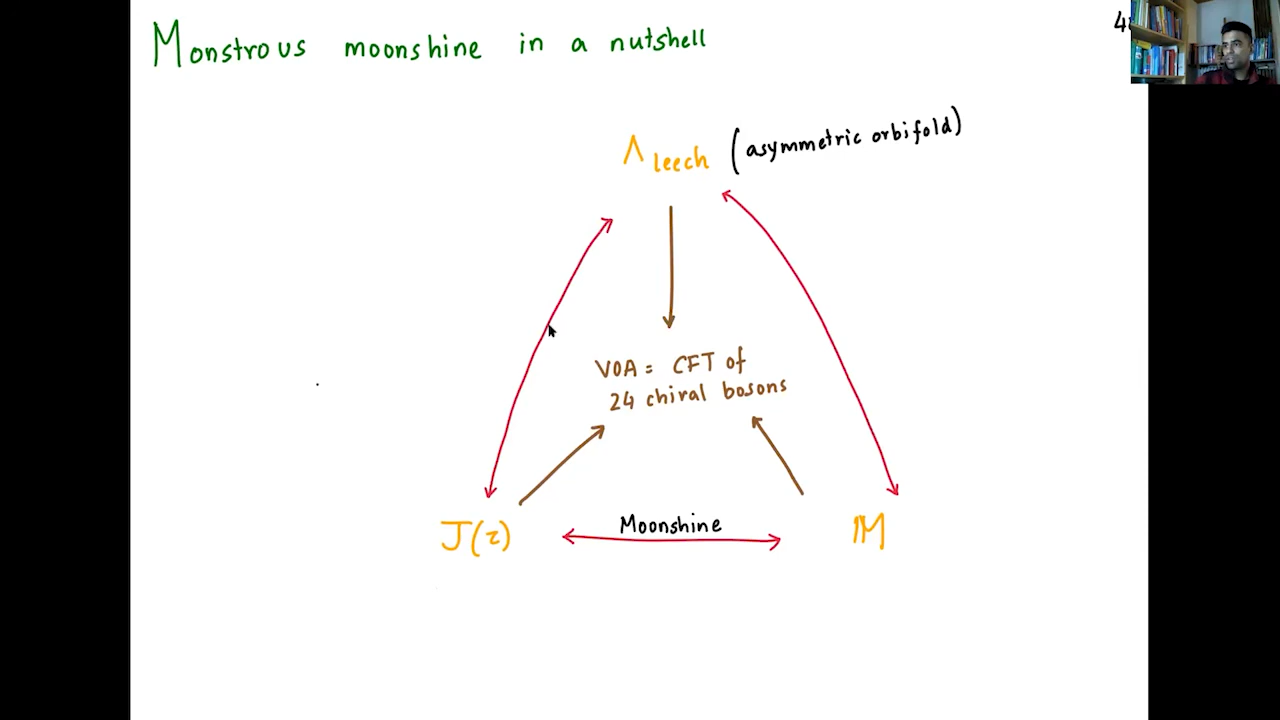 Monstrous moonshine in a nutshell
Λ leech (asymmetric orbifold)
VOA = CFT of
24 chiral bosons
J(τ)
Moonshine
𝕄